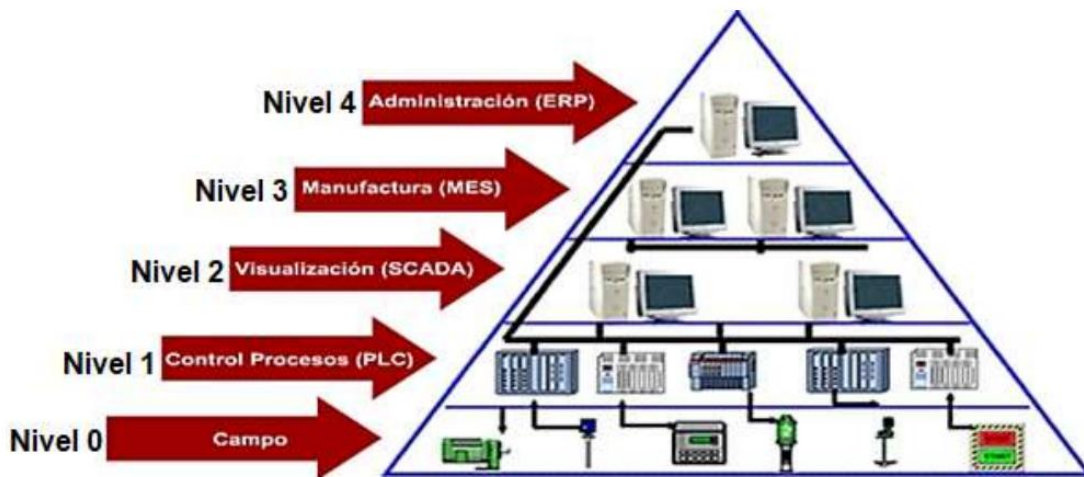 Nivel 4 Administración (ERP)
Nivel 3 Manufactura (MES)
Nivel 2 Visualización (SCADA)
Nivel 1 Control Procesos (PLC)
Nivel 0 Campo